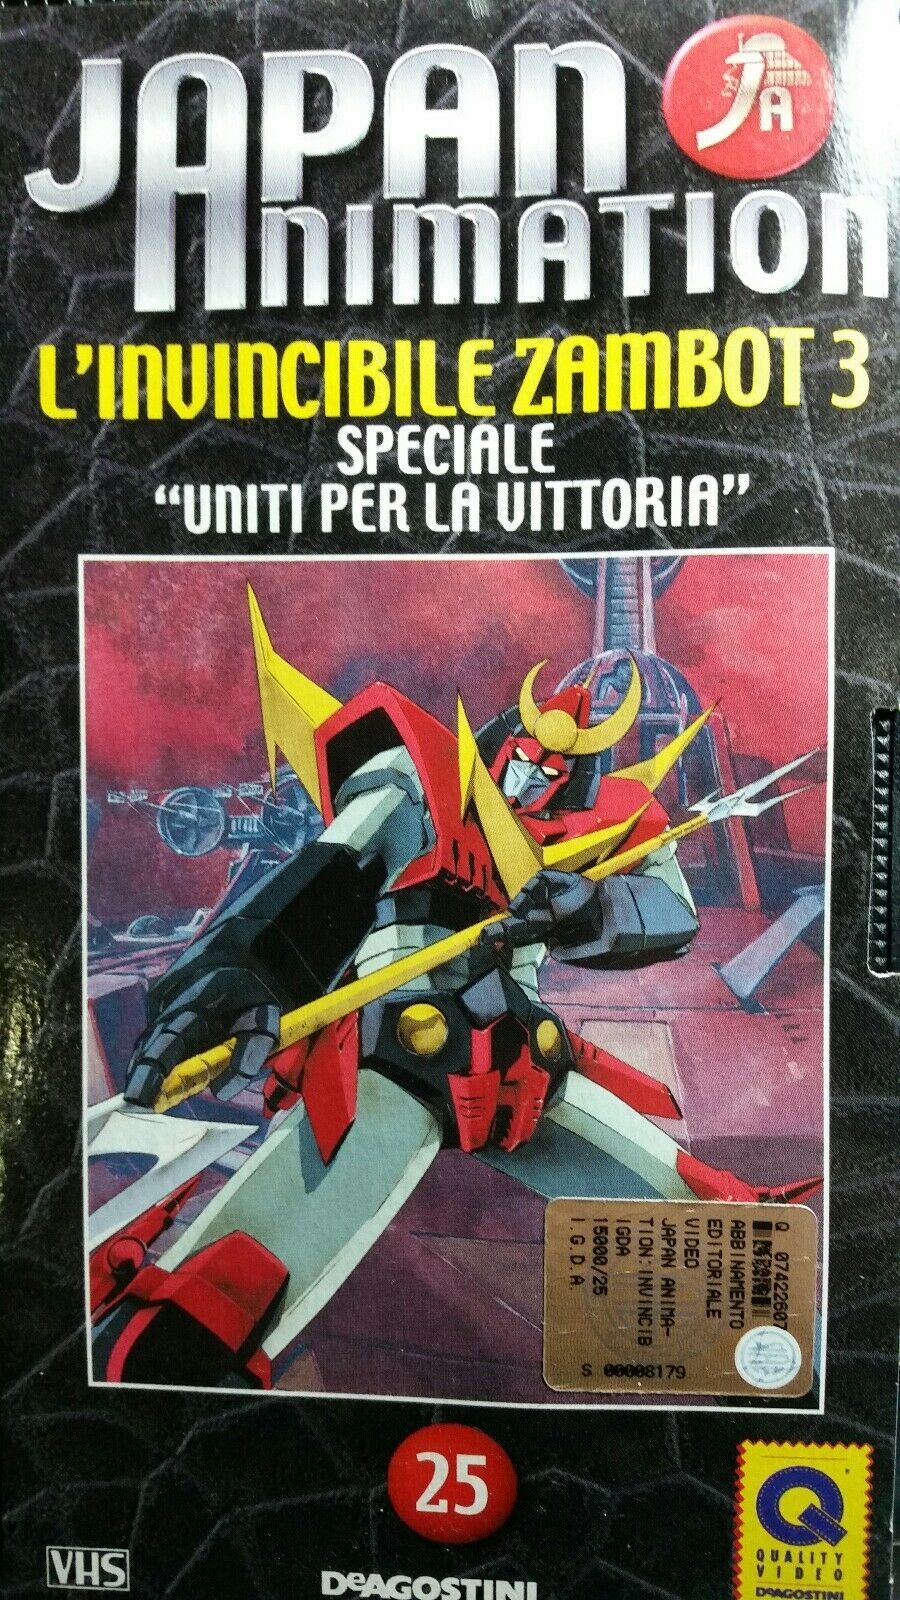 JAPAN
ANIMATION
JA
L'INVINCIBILE ZAMBOT 3
SPECIALE
“UNITI PER LA VITTORIA”
Q 07422607
ABBINAMENTO
EDITORIALE
VIDEO
JAPAN ANIMA-
TION:INVINCIB
IGDA
15000/25
I.G.D.A.
S 00008179
25
VHS
DeAGOSTINI
Q
QUALITY
VIDEO
DeAGOSTINI